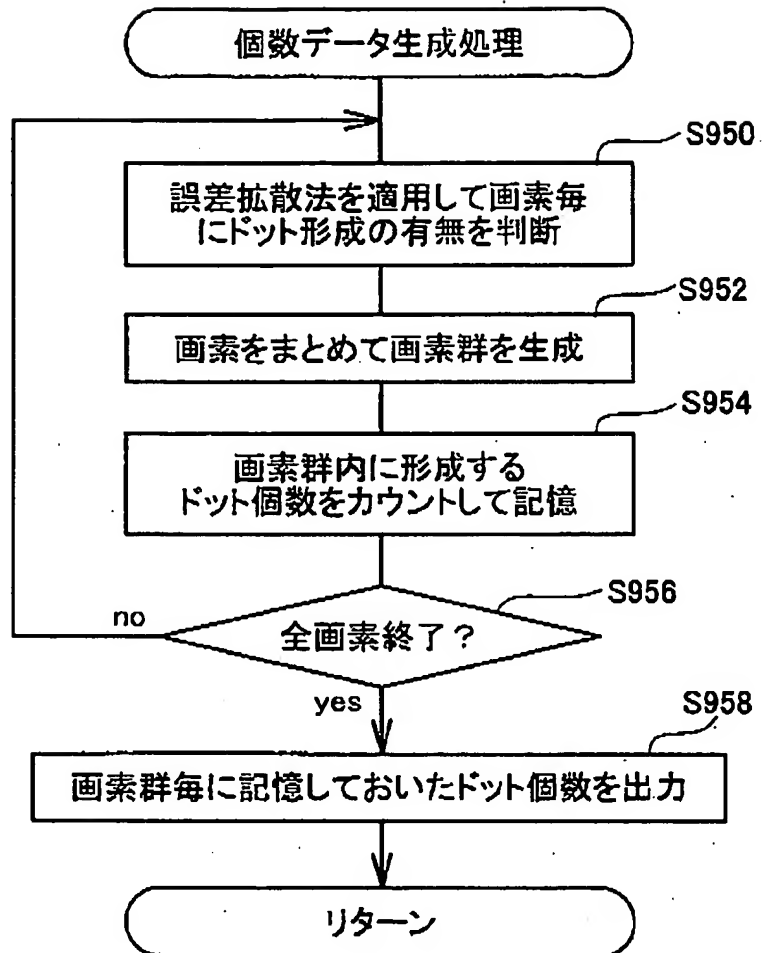 個数データ生成処理
S950
誤差拡散法を適用して画素毎
にドット形成の有無を判断
S952
画素をまとめて画素群を生成
S954
画素群内に形成する
ドット個数をカウントして記憶
S956
no
全画素終了？
yes
S958
画素群毎に記憶しておいたドット個数を出力
リターン